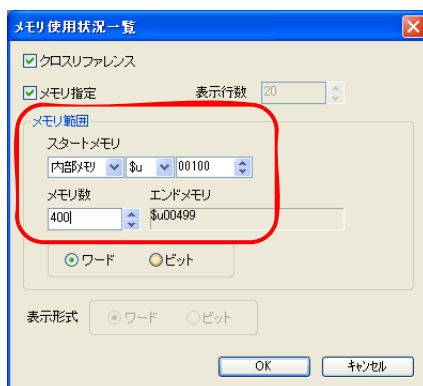 メモリ使用状況一覧
クロスリファレンス
メモリ指定 表示行数 20
メモリ範囲
スタートメモリ
内部メモリ $u 00100
メモリ数 エンドメモリ
400 $u00499
ワード ビット
表示形式 ワード ビット
OK キャンセル